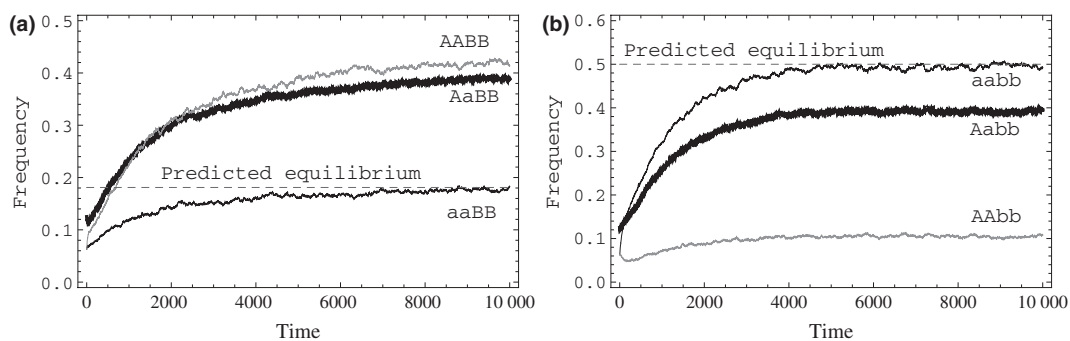 (a)
0.5
0.4
0.3
0.2
0.1
0.0
Frequency
AABB
AaBB
Predicted equilibrium
aaBB
0 2000 4000 6000 8000 10 000
Time
(b)
0.6
0.5
0.4
0.3
0.2
0.1
0.0
Frequency
Predicted equilibrium
aabb
Aabb
AAbb
0 2000 4000 6000 8000 10 000
Time